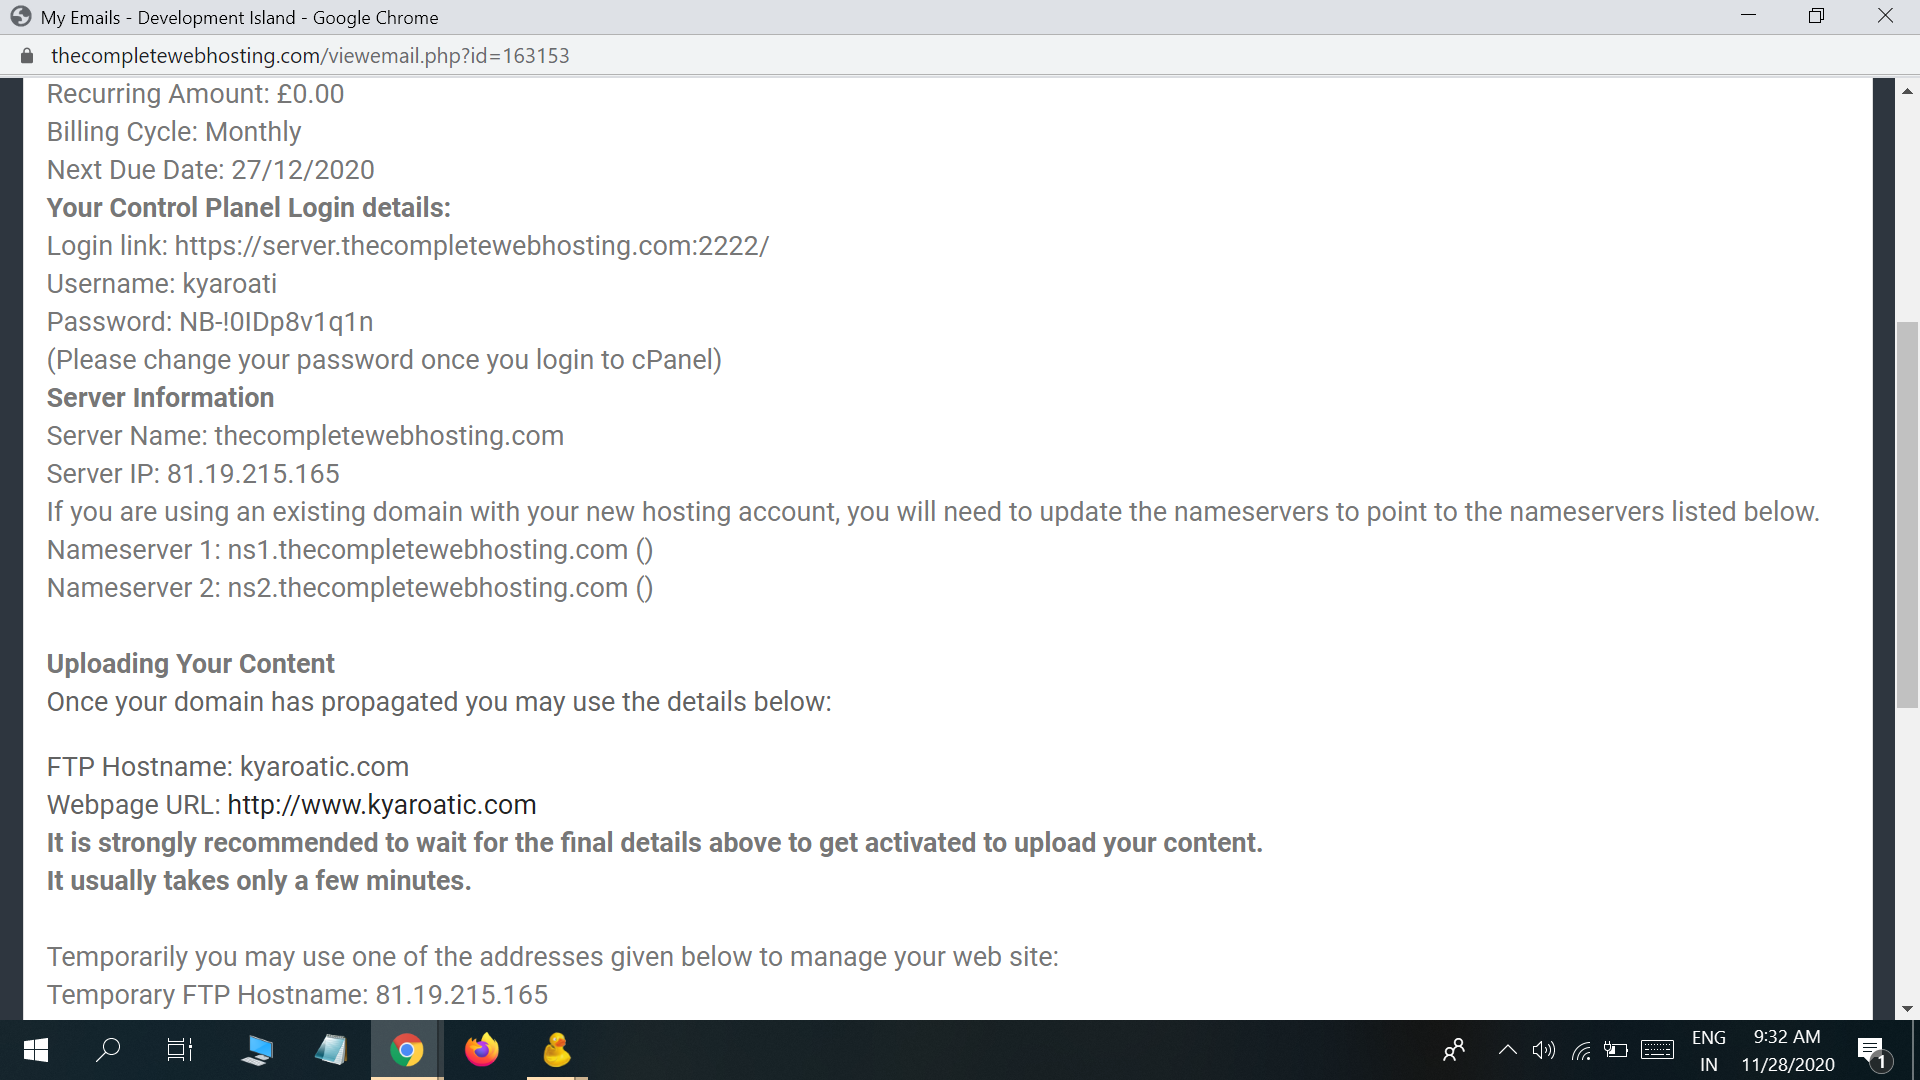 My Emails - Development Island - Google Chrome
thecompletewebhosting.com/viewemail.php?id=163153
Recurring Amount: £0.00
Billing Cycle: Monthly
Next Due Date: 27/12/2020
Your Control Planel Login details:
Login link: https://server.thecompletewebhosting.com:2222/
Username: kyaroati
Password: NB-!0IDp8v1q1n
(Please change your password once you login to cPanel)
Server Information
Server Name: thecompletewebhosting.com
Server IP: 81.19.215.165
If you are using an existing domain with your new hosting account, you will need to update the nameservers to point to the nameservers listed below.
Nameserver 1: ns1.thecompletewebhosting.com ()
Nameserver 2: ns2.thecompletewebhosting.com ()
Uploading Your Content
Once your domain has propagated you may use the details below:
FTP Hostname: kyaroatic.com
Webpage URL: http://www.kyaroatic.com
It is strongly recommended to wait for the final details above to get activated to upload your content.
It usually takes only a few minutes.
Temporarily you may use one of the addresses given below to manage your web site:
Temporary FTP Hostname: 81.19.215.165
ENG 9:32 AM
IN 11/28/2020 1